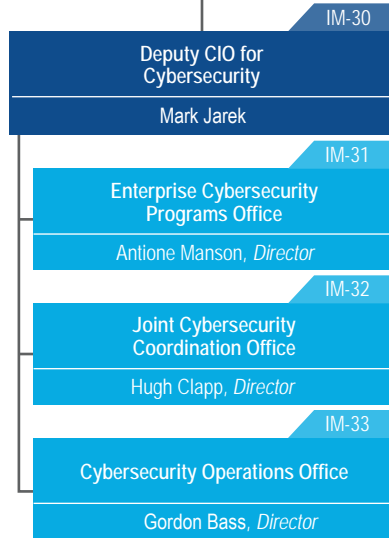 IM-30
Deputy CIO for
Cybersecurity
Mark Jarek
IM-31
Enterprise Cybersecurity
Programs Office
Antione Manson, Director
IM-32
Joint Cybersecurity
Coordination Office
Hugh Clapp, Director
IM-33
Cybersecurity Operations Office
Gordon Bass, Director